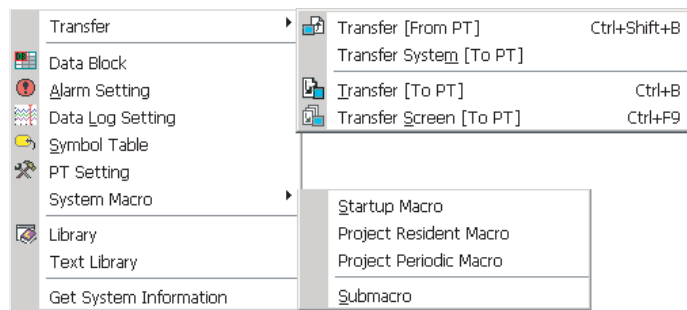 Transfer
Data Block
Alarm Setting
Data Log Setting
Symbol Table
PT Setting
System Macro
Library
Text Library
Get System Information
Transfer [From PT] Ctrl+Shift+B
Transfer System [To PT]
Transfer [To PT] Ctrl+B
Transfer Screen [To PT] Ctrl+F9
Startup Macro
Project Resident Macro
Project Periodic Macro
Submacro